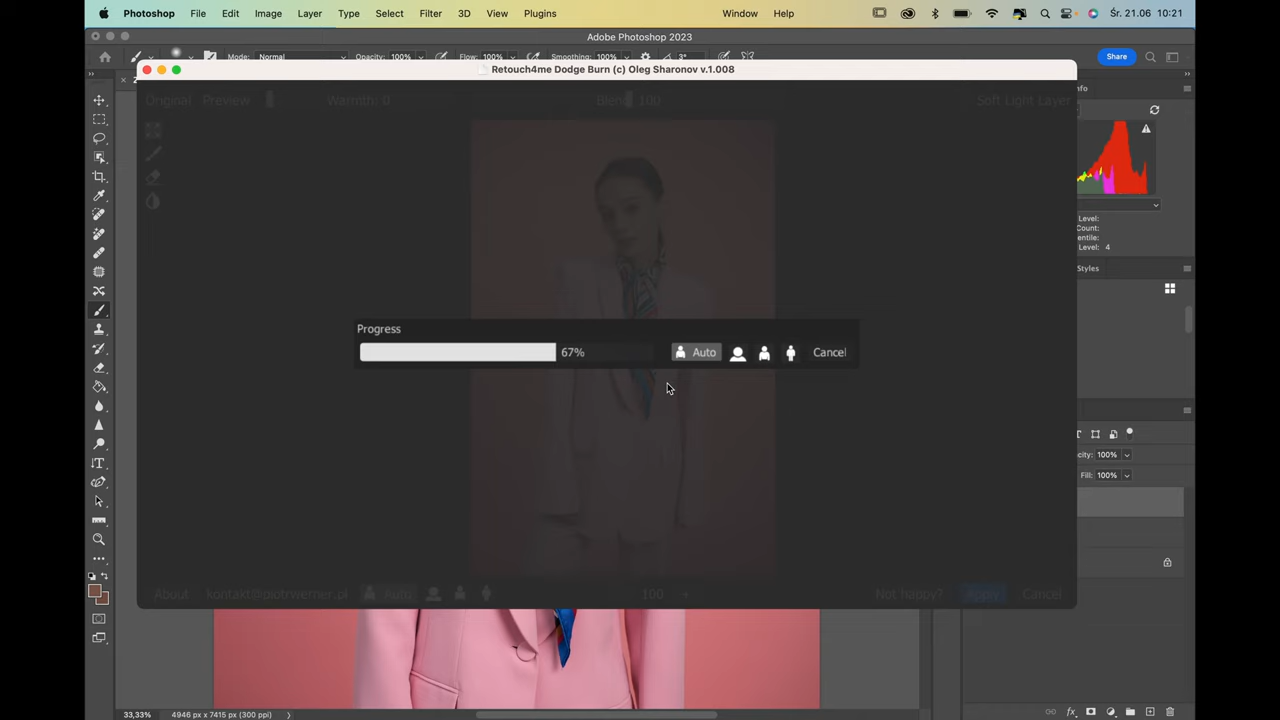 Photoshop File Edit Image Layer Type Select Filter 3D View Plugins Window Help Śr. 21.06 10:21
Adobe Photoshop 2023
Mode: Normal Opacity: 100% Flow: 100% Smoothing: 100% 3° Share
Retouch4me Dodge Burn (c) Oleg Sharonov v.1.008
Original Preview Warmth: 0 Blend 100 Soft Light Layer
Level:
Count:
Level: 4
Styles
Progress
67% Auto Cancel
100%
Fill: 100%
About kontakt@piotrwerner.pl Auto 100 + Not happy? Apply Cancel
33,33% 4946 px x 7415 px (300 ppi)